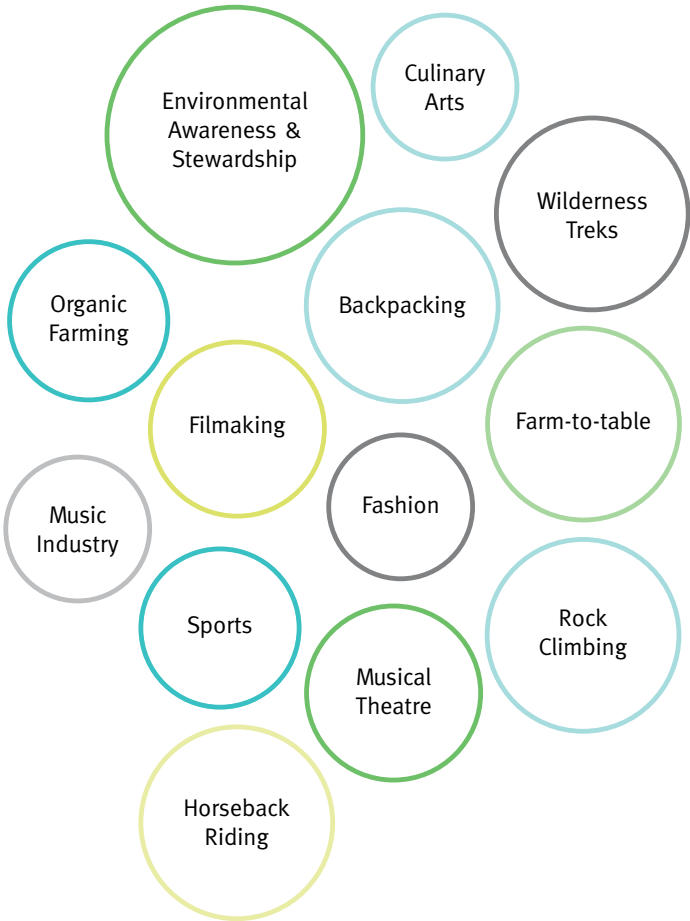 Culinary
Arts
Environmental
Awareness &
Stewardship
Wilderness
Treks
Organic
Farming
Backpacking
Filmaking
Farm-to-table
Fashion
Music
Industry
Sports
Rock
Climbing
Musical
Theatre
Horseback
Riding